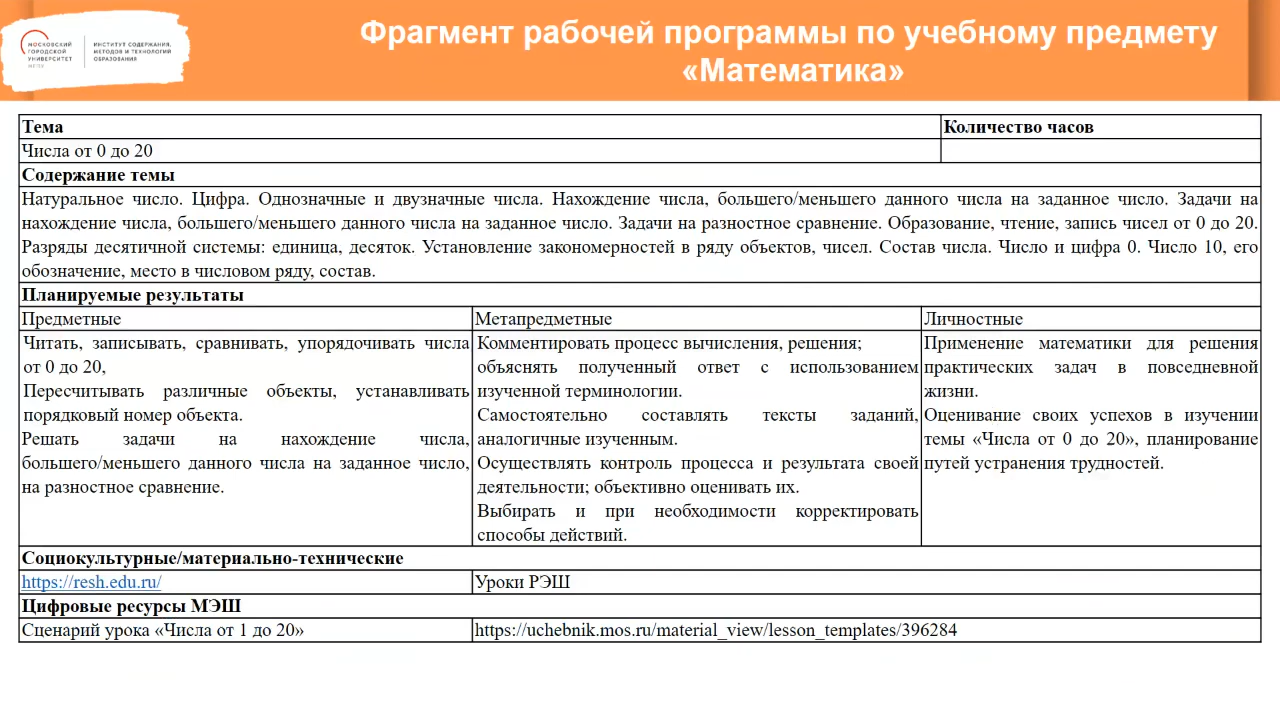 МОСКОВСКИЙ
ГОРОДСКОЙ
УНИВЕРСИТЕТ
ИНСТИТУТ СОДЕРЖАНИЯ,
МЕТОДОВ И ТЕХНОЛОГИЙ
ОБРАЗОВАНИЯ
Фрагмент рабочей программы по учебному предмету
«Математика»
Тема
Количество часов
Числа от 0 до 20
Содержание темы
Натуральное число. Цифра. Однозначные и двузначные числа. Нахождение числа, большего/меньшего данного числа на заданное число. Задачи на
нахождение числа, большего/меньшего данного числа на заданное число. Задачи на разностное сравнение. Образование, чтение, запись чисел от 0 до 20.
Разряды десятичной системы: единица, десяток. Установление закономерностей в ряду объектов, чисел. Состав числа. Число и цифра 0. Число 10, его
обозначение, место в числовом ряду, состав.
Планируемые результаты
Предметные
Метапредметные
Личностные
Читать, записывать, сравнивать, упорядочивать числа
от 0 до 20,
Пересчитывать различные объекты, устанавливать
порядковый номер объекта.
Решать задачи на нахождение числа,
большего/меньшего данного числа на заданное число,
на разностное сравнение.
Комментировать процесс вычисления, решения;
объяснять полученный ответ с использованием
изученной терминологии.
Самостоятельно составлять тексты заданий,
аналогичные изученным.
Осуществлять контроль процесса и результата своей
деятельности; объективно оценивать их.
Выбирать и при необходимости корректировать
способы действий.
Применение математики для решения
практических задач в повседневной
жизни.
Оценивание своих успехов в изучении
темы «Числа от 0 до 20», планирование
путей устранения трудностей.
Социокультурные/материально-технические
https://resh.edu.ru/
Уроки РЭШ
Цифровые ресурсы МЭШ
Сценарий урока «Числа от 1 до 20»
https://uchebnik.mos.ru/material_view/lesson_templates/396284